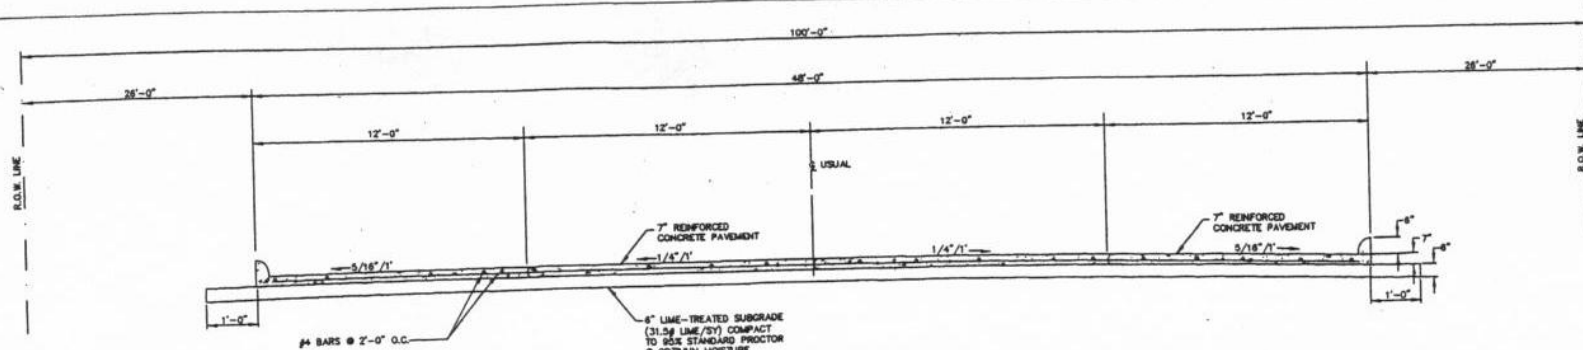 100'-0"
26'-0"
48'-0"
26'-0"
12'-0"
12'-0"
12'-0"
12'-0"
R.O.W. LINE
℄ USUAL
R.O.W. LINE
7" REINFORCED
CONCRETE PAVEMENT
7" REINFORCED
CONCRETE PAVEMENT
6"
7"
6"
5/16"/1'
1/4"/1'
1/4"/1'
5/16"/1'
1'-0"
1'-0"
#4 BARS @ 2'-0" O.C.
6" LIME-TREATED SUBGRADE
(31.5# LIME/SY) COMPACT
TO 95% STANDARD PROCTOR
MOISTURE